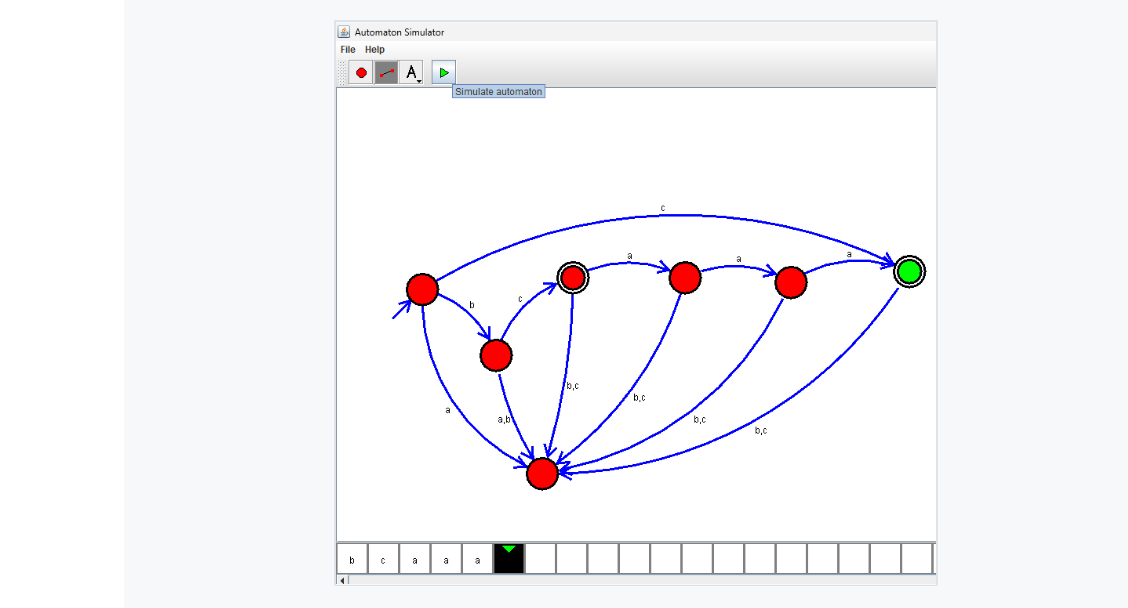 Automaton Simulator
File Help
A
Simulate automaton
c
a
a
a
b
c
a
a,b
b,c
b,c
b,c
b,c
b c a a a